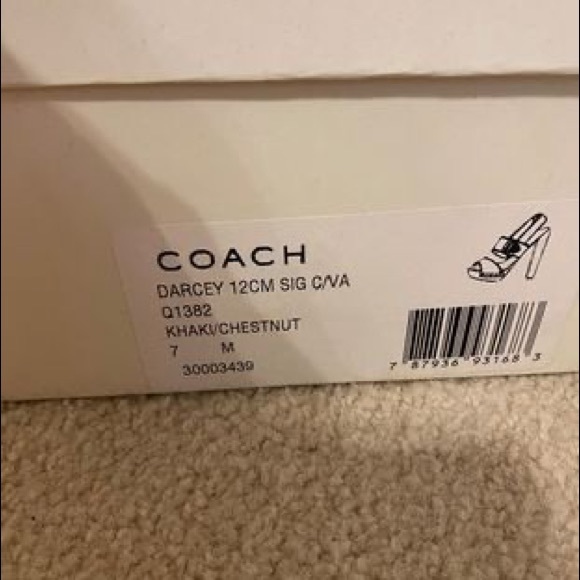 COACH
DARCEY 12CM SIG C/VA
Q1382
KHAKI/CHESTNUT
7 M
30003439
7 87936 93168 3